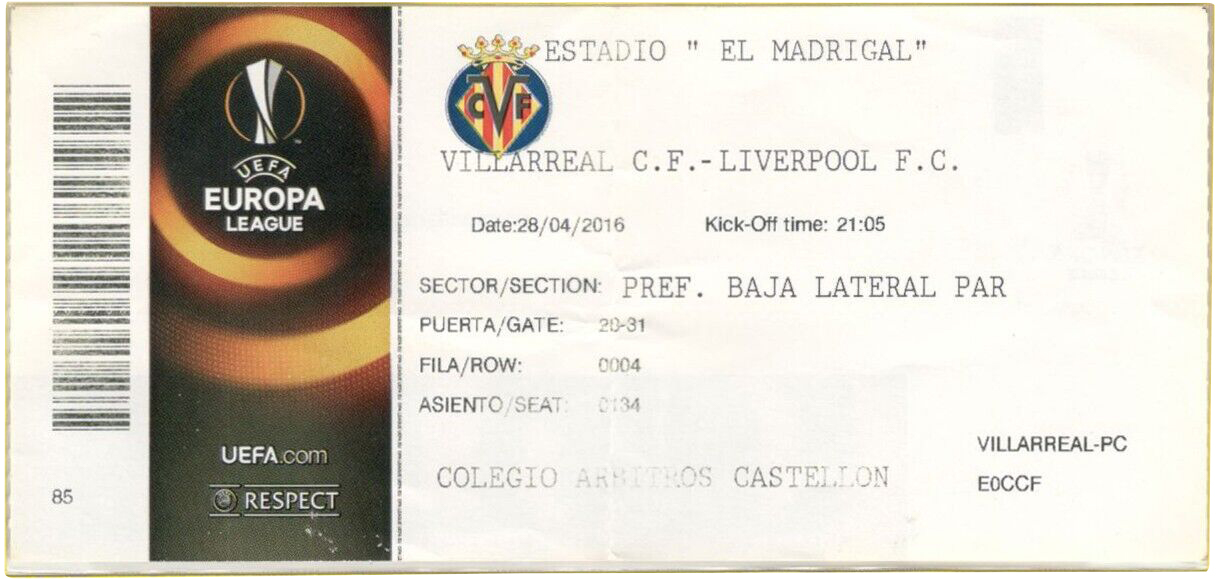 ESTADIO " EL MADRIGAL"
CVF
VILLARREAL C.F.-LIVERPOOL F.C.
Date:28/04/2016 Kick-Off time: 21:05
SECTOR/SECTION: PREF. BAJA LATERAL PAR
PUERTA/GATE: 20-31
FILA/ROW: 0004
ASIENTO/SEAT: 0134
COLEGIO ARBITROS CASTELLON
VILLARREAL-PC
E0CCF
UEFA
EUROPA
LEAGUE
UEFA.com
RESPECT
85